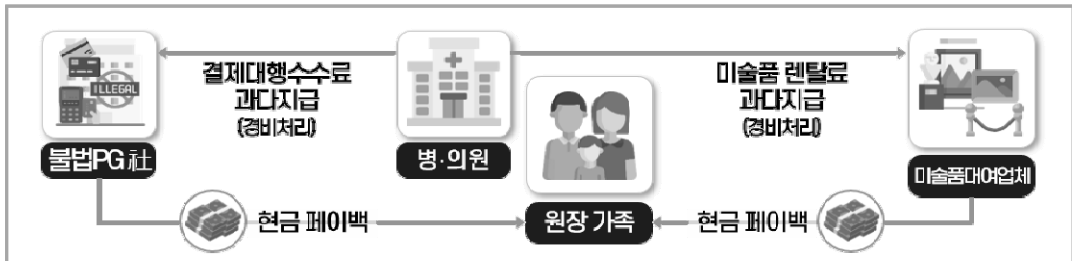 ILLEGAL
불법PG社
결제대행수수료
과다지급
(경비처리)
병·의원
원장 가족
미술품 렌탈료
과다지급
(경비처리)
미술품대여업체
현금 페이백
현금 페이백